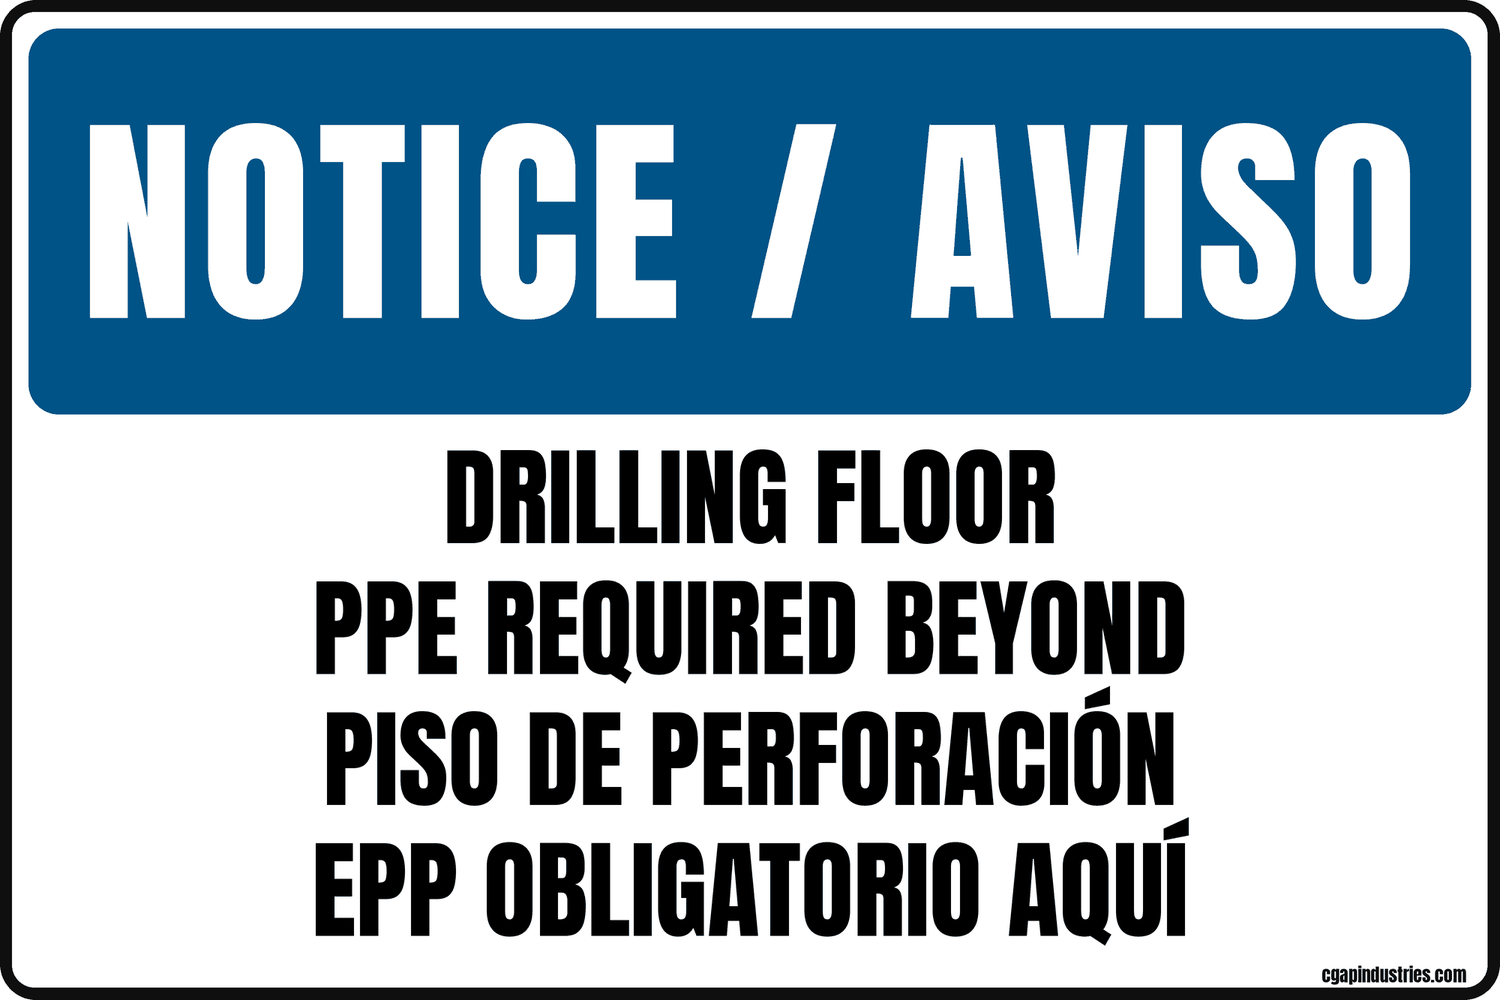 NOTICE / AVISO
DRILLING FLOOR
PPE REQUIRED BEYOND
PISO DE PERFORACIÓN
EPP OBLIGATORIO AQUÍ
cgapindustries.com